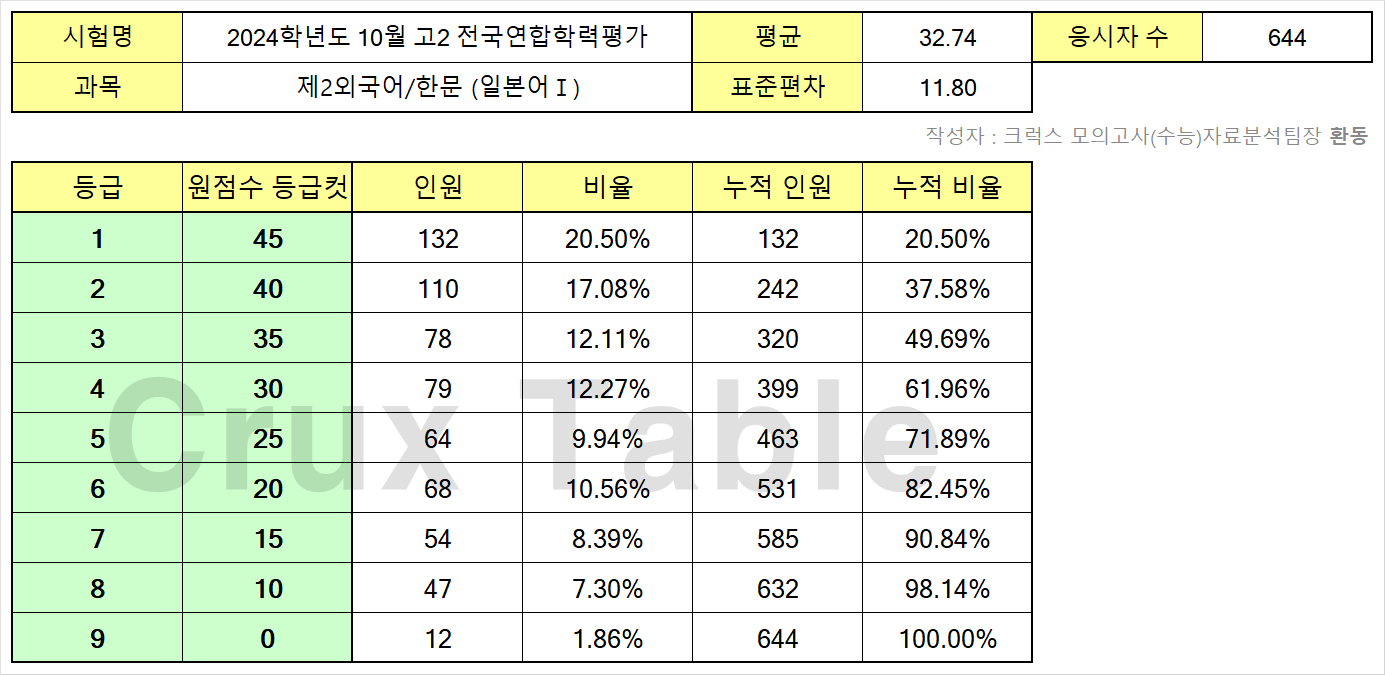 시험명 2024학년도 10월 고2 전국연합학력평가 평균 32.74 응시자 수 644
과목 제2외국어/한문 (일본어Ⅰ) 표준편차 11.80
작성자 : 크럭스 모의고사(수능)자료분석팀장 환동
등급 원점수 등급컷 인원 비율 누적 인원 누적 비율
1 45 132 20.50% 132 20.50%
2 40 110 17.08% 242 37.58%
3 35 78 12.11% 320 49.69%
4 30 79 12.27% 399 61.96%
5 25 64 9.94% 463 71.89%
6 20 68 10.56% 531 82.45%
7 15 54 8.39% 585 90.84%
8 10 47 7.30% 632 98.14%
9 0 12 1.86% 644 100.00%
Crux Table